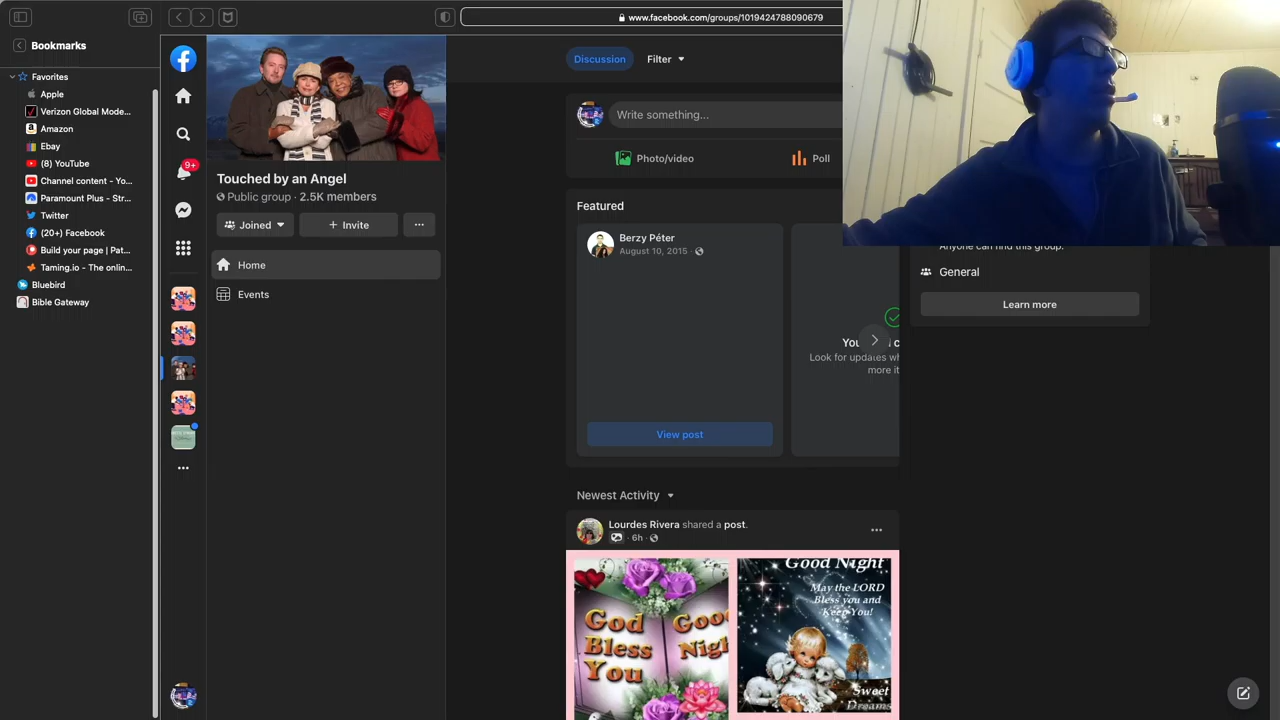 Bookmarks
Favorites
Apple
Verizon Global Mode...
Amazon
Ebay
(8) YouTube
Channel content - Yo...
Paramount Plus - Str...
Twitter
(20+) Facebook
Build your page | Pat...
Taming.io - The onlin...
Bluebird
Bible Gateway
www.facebook.com/groups/1019424788090679
9+
Touched by an Angel
Public group · 2.5K members
Joined
+ Invite
Home
Events
Discussion
Filter
Write something...
Photo/video
Poll
Featured
Berzy Péter
August 10, 2015 ·
View post
Look for updates
more it
Anyone can find this group.
General
Learn more
Newest Activity
Lourdes Rivera shared a post.
· 6h ·
God
Bless
You
Good
Night
Good Night
May the LORD
Bless you and
Keep You!
Sweet
Dreams